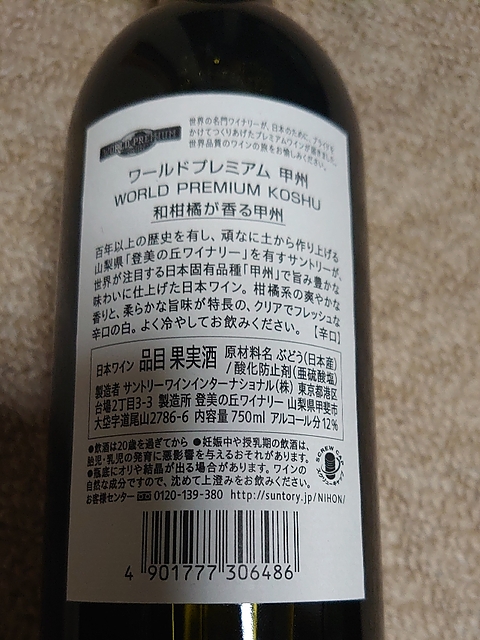 WORLD PREMIUM
世界の名門ワイナリーが、日本のために、プライドを
かけてつくりあげたプレミアムワインが届きました。
世界品質のワインの旅をお愉しみください。
ワールドプレミアム 甲州
WORLD PREMIUM KOSHU
和柑橘が香る甲州
百年以上の歴史を有し、頑なに土から作り上げる
山梨県「登美の丘ワイナリー」を有すサントリーが、
世界が注目する日本固有品種「甲州」で旨み豊かな
味わいに仕上げた日本ワイン。柑橘系の爽やかな
香りと、柔らかな旨味が特長の、クリアでフレッシュな
辛口の白。よく冷やしてお飲みください。【辛口】
日本ワイン 品目 果実酒 原材料名 ぶどう(日本産)
/酸化防止剤(亜硫酸塩)
製造者 サントリーワインインターナショナル(株) 東京都港区
台場2丁目3-3 製造所 登美の丘ワイナリー 山梨県甲斐市
大垈字道尾山2786-6 内容量 750ml アルコール分 12%
●飲酒は20歳を過ぎてから ●妊娠中や授乳期の飲酒は、
胎児・乳児の発育に悪影響を与えるおそれがあります。
●瓶底にオリや結晶が出る場合があります。ワインの
自然な成分ですので、沈めて上澄みをお飲みください。
お客様センター 0120-139-380 http://suntory.jp/NIHON/
SCREW CAP
4 901777 306486